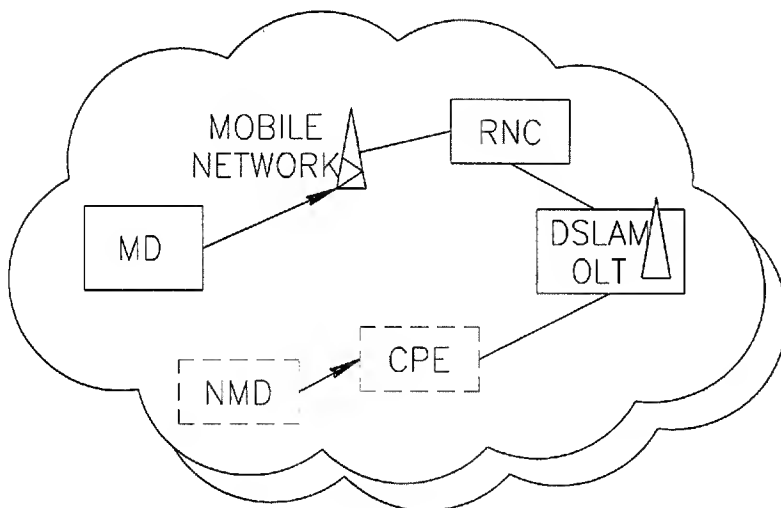 MOBILE
NETWORK
RNC
MD
DSLAM
OLT
CPE
NMD